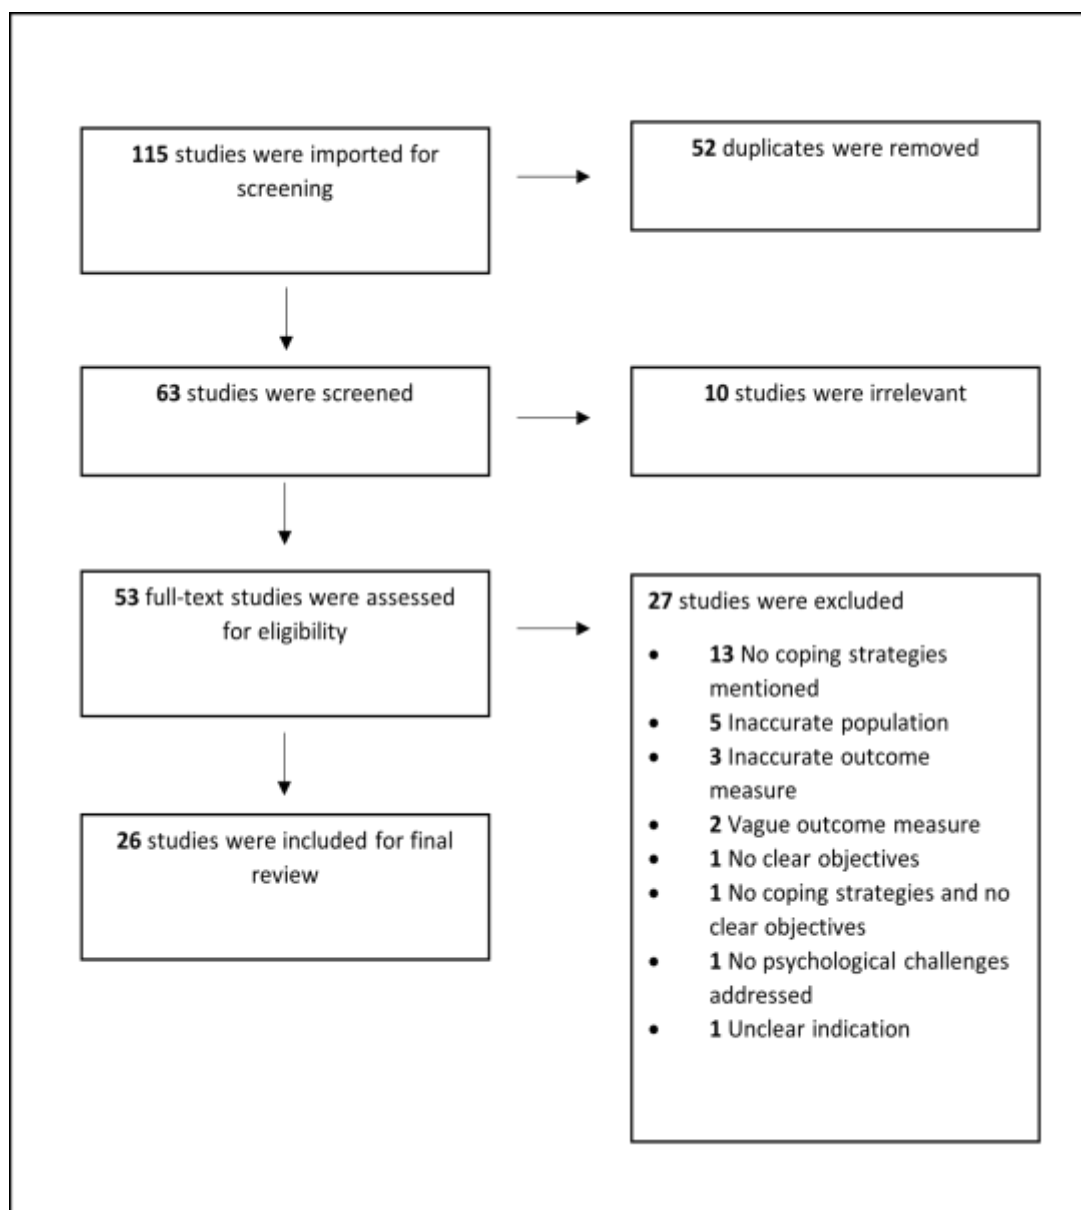 115 studies were imported for
screening
52 duplicates were removed
63 studies were screened
10 studies were irrelevant
53 full-text studies were assessed
for eligibility
27 studies were excluded
• 13 No coping strategies
mentioned
• 5 Inaccurate population
• 3 Inaccurate outcome
measure
• 2 Vague outcome measure
• 1 No clear objectives
• 1 No coping strategies and no
clear objectives
• 1 No psychological challenges
addressed
• 1 Unclear indication
26 studies were included for final
review